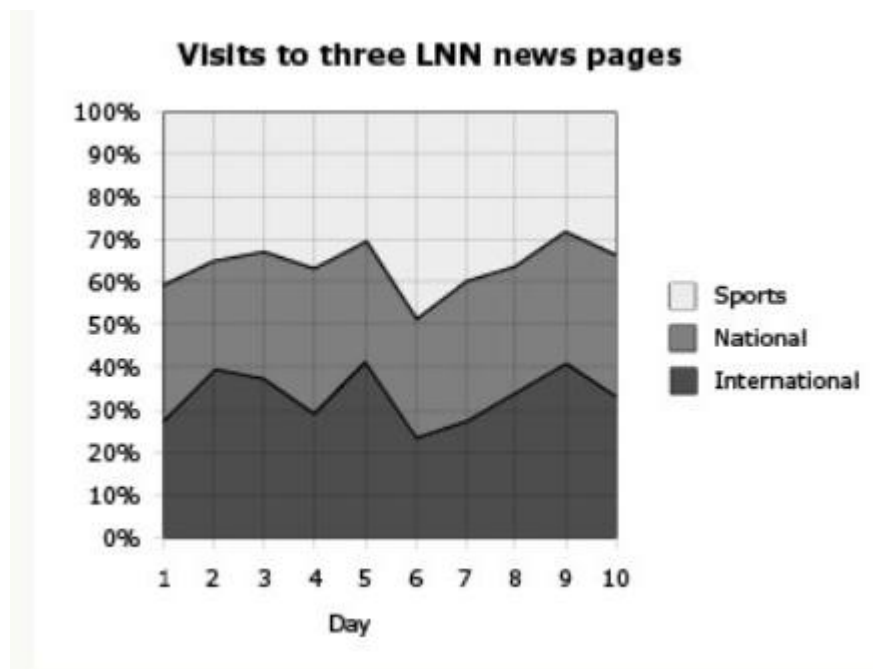 Visits to three LNN news pages
100%
90%
80%
70%
60%
50%
40%
30%
20%
10%
0%
1 2 3 4 5 6 7 8 9 10
Day
Sports
National
International